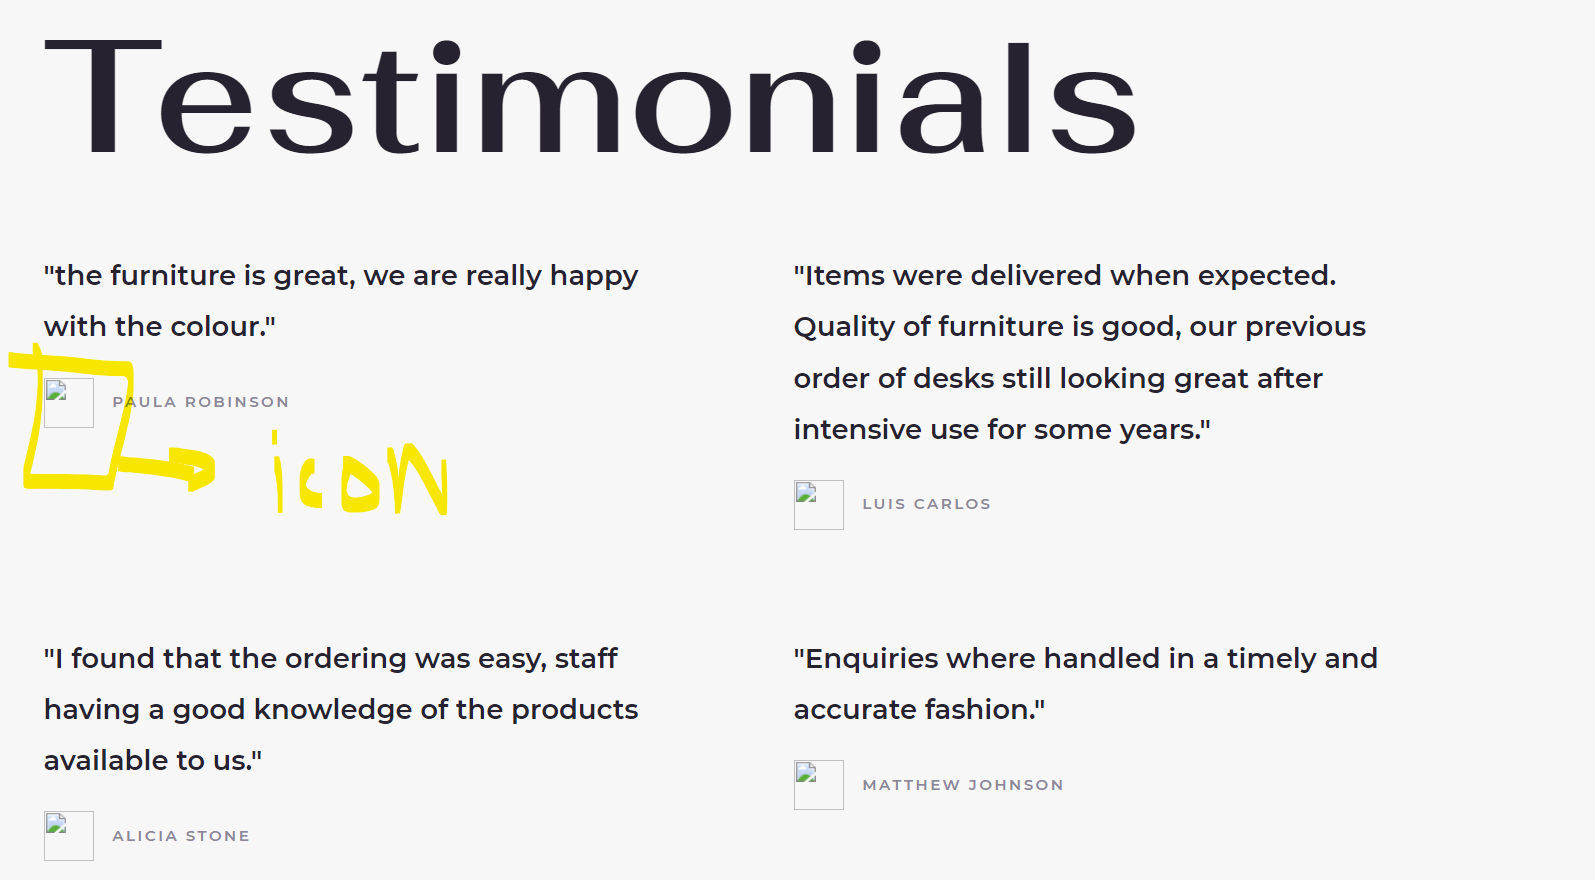 Testimonials
"the furniture is great, we are really happy
with the colour."
PAULA ROBINSON
icon
"Items were delivered when expected.
Quality of furniture is good, our previous
order of desks still looking great after
intensive use for some years."
LUIS CARLOS
"I found that the ordering was easy, staff
having a good knowledge of the products
available to us."
ALICIA STONE
"Enquiries where handled in a timely and
accurate fashion."
MATTHEW JOHNSON